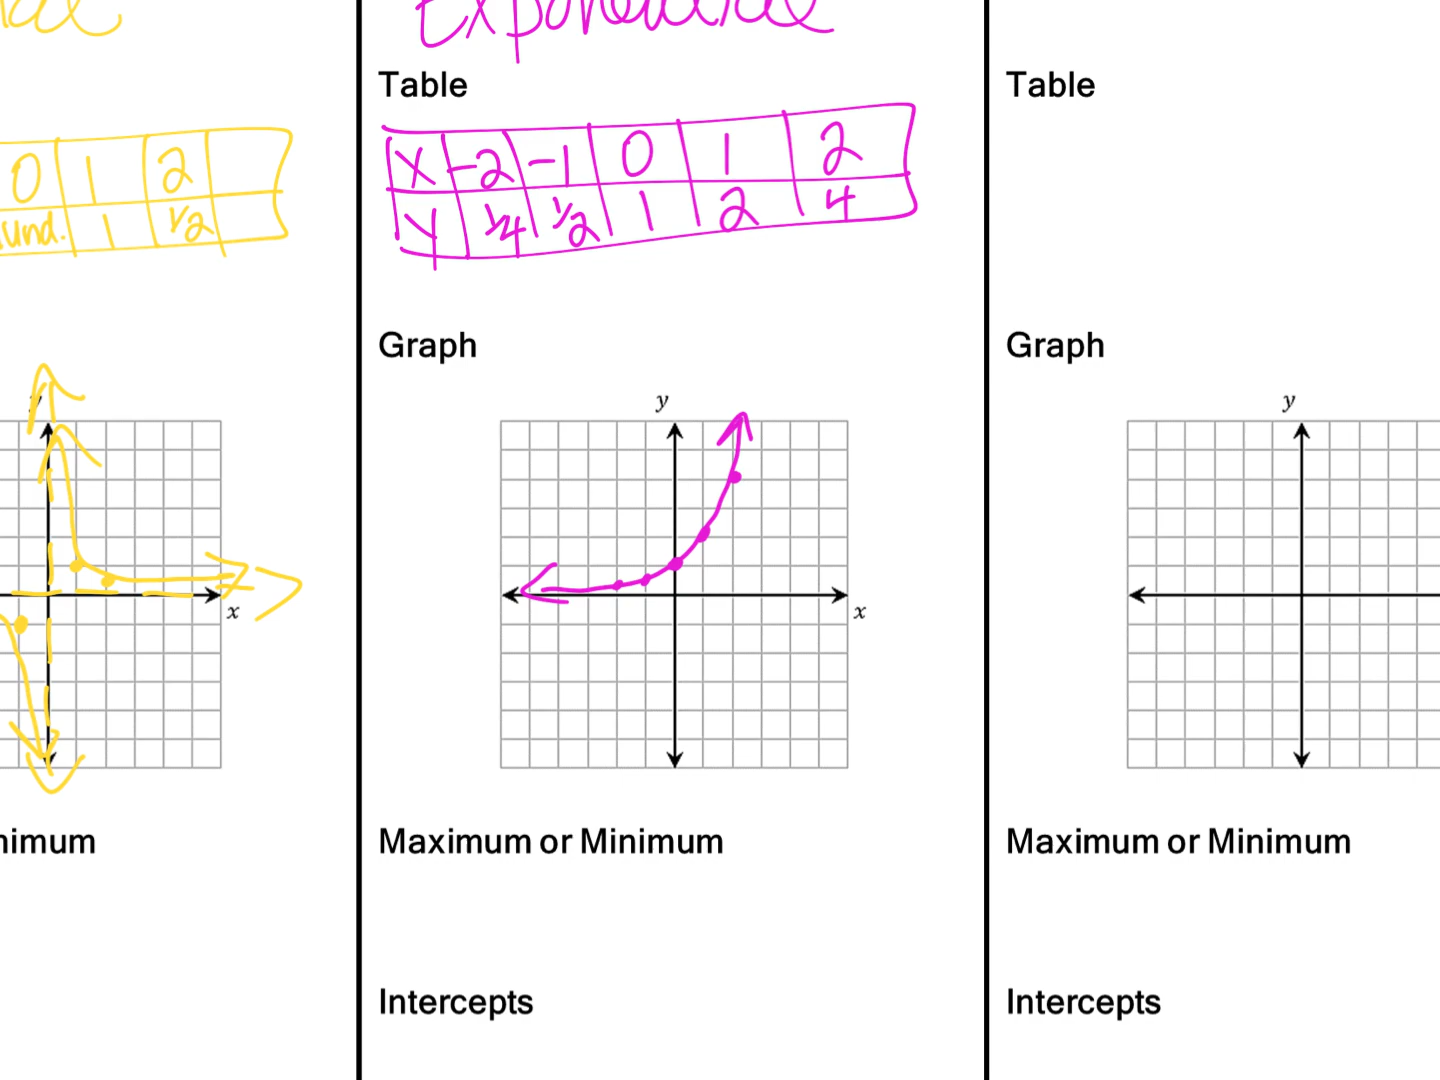 Exponential
Table
0 1 2
und. 1 1/2
x -2 -1 0 1 2
y 1/4 1/2 1 2 4
Table
Graph
y
x
Graph
y
x
Graph
y
nimum
Maximum or Minimum
Maximum or Minimum
Intercepts
Intercepts